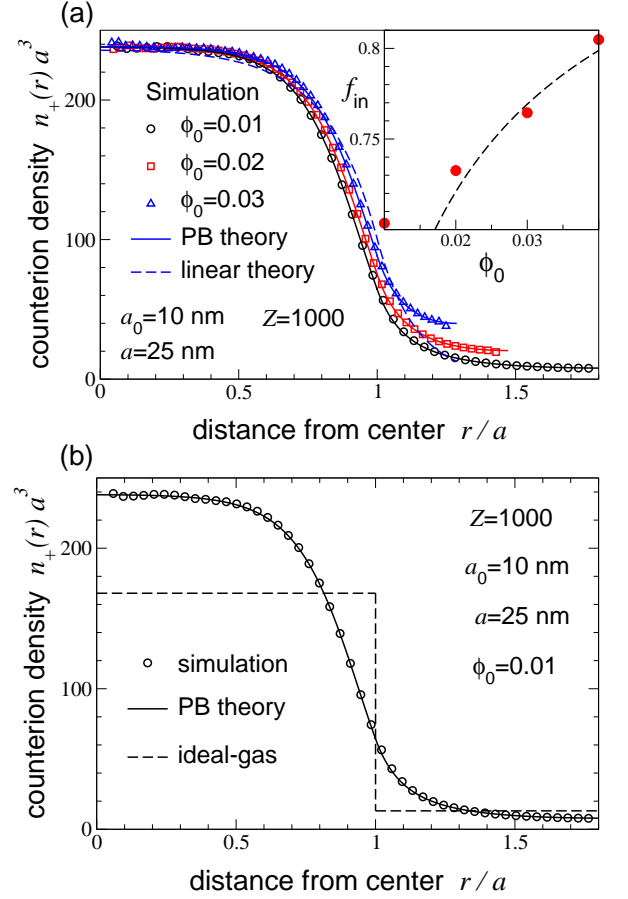 (a)
counterion density n₊(r) a³
200
100
0
0
0.5
1
1.5
distance from center r / a
Simulation
ϕ₀=0.01
ϕ₀=0.02
ϕ₀=0.03
PB theory
linear theory
a₀=10 nm
Z=1000
a=25 nm
f_in
0.8
0.75
0.02
0.03
ϕ₀
(b)
counterion density n₊(r) a³
200
100
0
0
0.5
1
1.5
distance from center r / a
Z=1000
a₀=10 nm
a=25 nm
ϕ₀=0.01
simulation
PB theory
ideal-gas